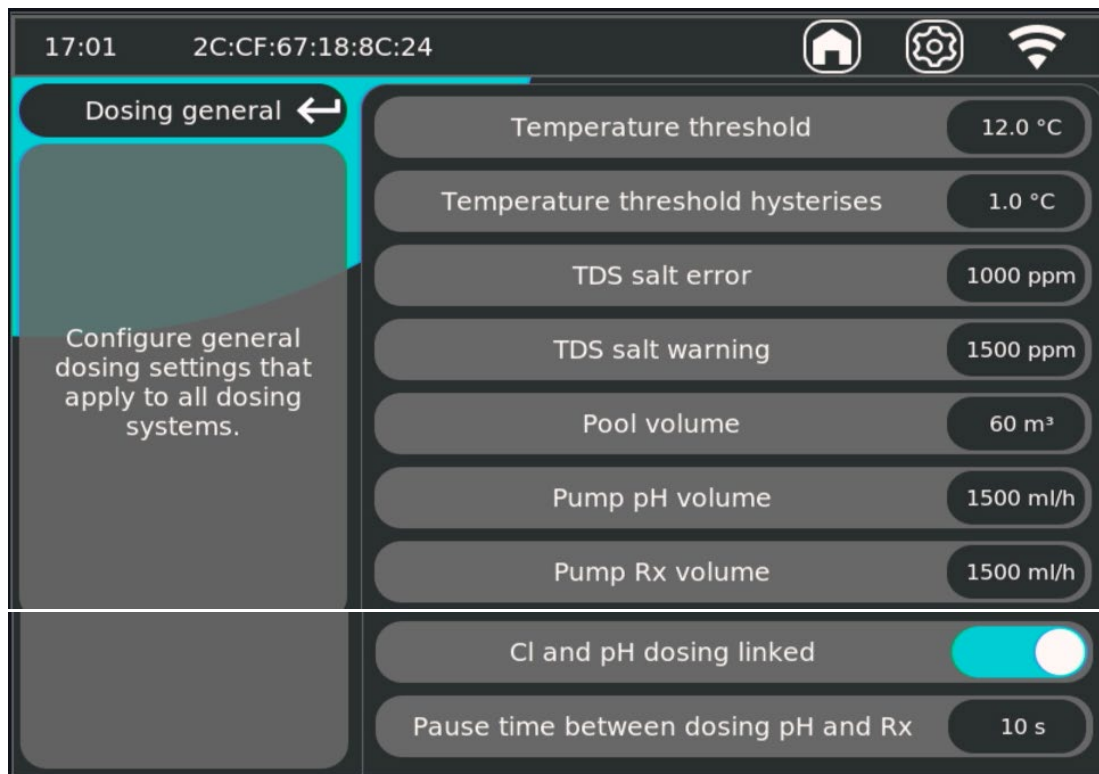 17:01 2C:CF:67:18:8C:24
Dosing general
Configure general
dosing settings that
apply to all dosing
systems.
Temperature threshold 12.0 °C
Temperature threshold hysterises 1.0 °C
TDS salt error 1000 ppm
TDS salt warning 1500 ppm
Pool volume 60 m³
Pump pH volume 1500 ml/h
Pump Rx volume 1500 ml/h
Cl and pH dosing linked
Pause time between dosing pH and Rx 10 s